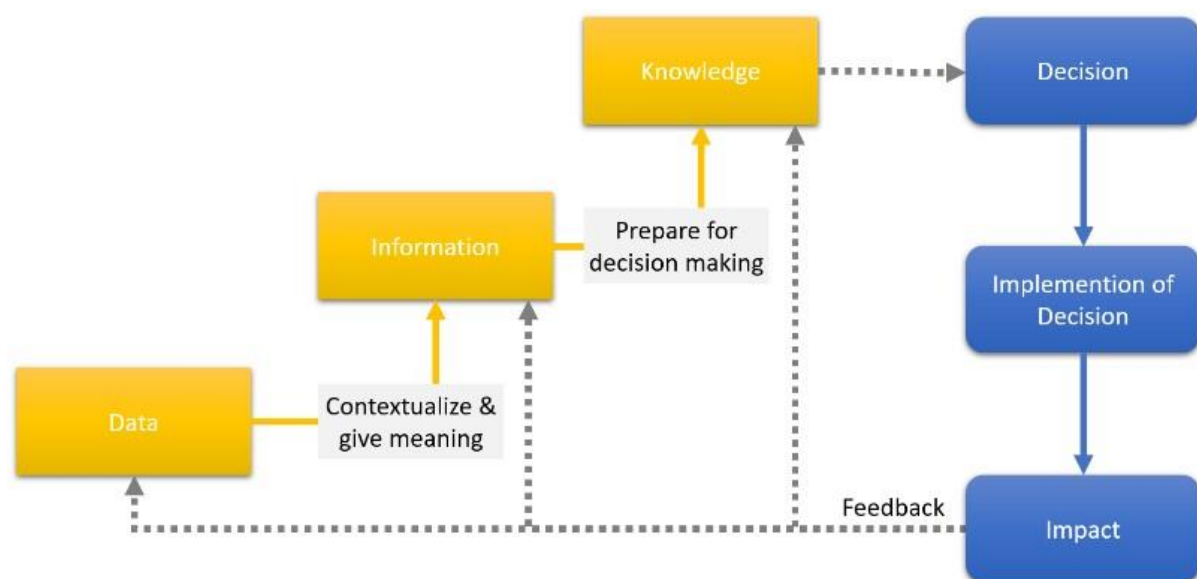 Knowledge
Decision
Information
Prepare for
decision making
Implemention of
Decision
Data
Contextualize &
give meaning
Feedback
Impact